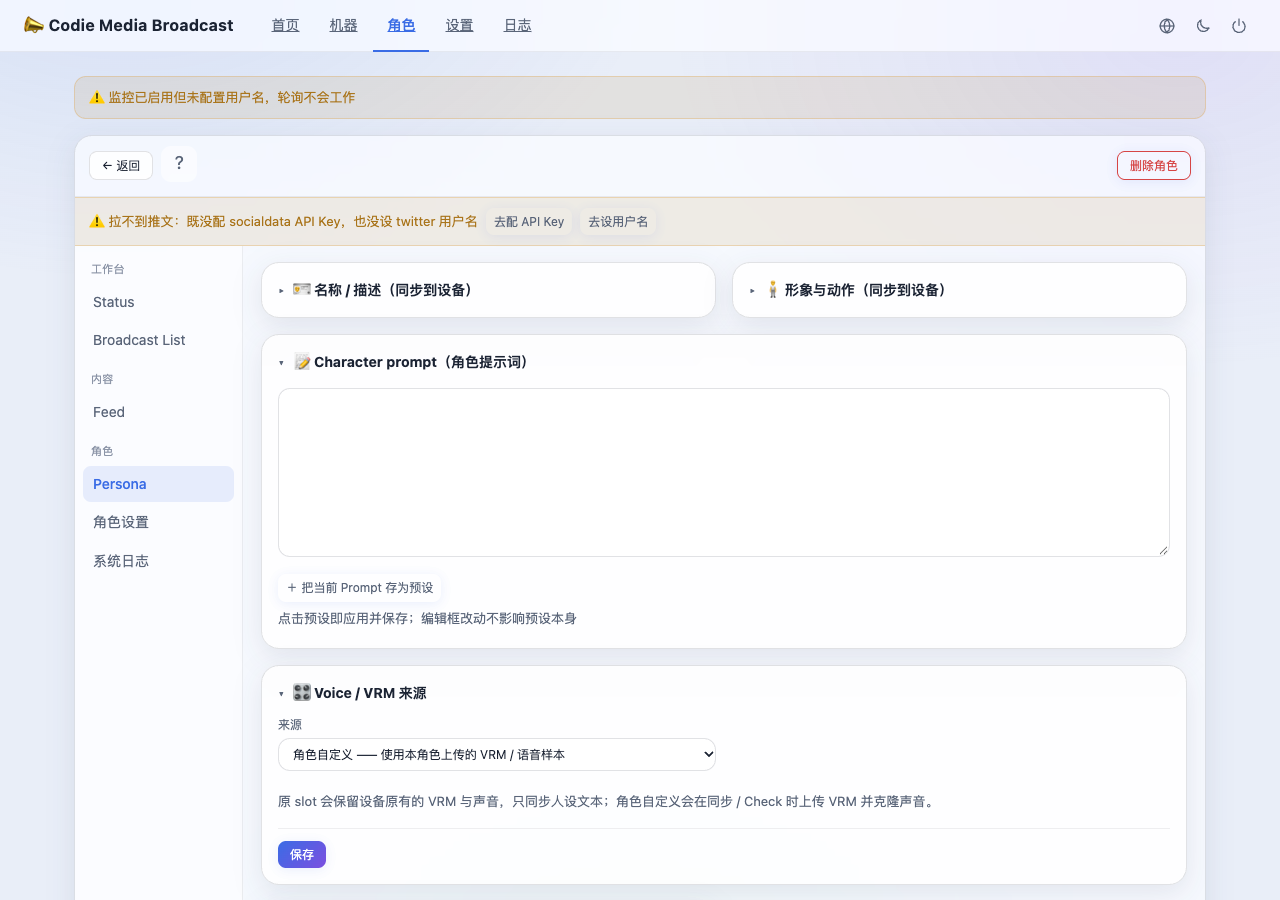 Codie Media Broadcast 首页 机器 角色 设置 日志
⚠️ 监控已启用但未配置用户名，轮询不会工作
← 返回 ? 删除角色
⚠️ 拉不到推文：既没配 socialdata API Key，也没设 twitter 用户名 去配 API Key 去设用户名
工作台
Status
Broadcast List
内容
Feed
角色
Persona
角色设置
系统日志
▸ 🪪 名称 / 描述（同步到设备）
▸ 🧍 形象与动作（同步到设备）
▾ 📝 Character prompt（角色提示词）
＋ 把当前 Prompt 存为预设
点击预设即应用并保存；编辑框改动不影响预设本身
▾ 🎛️ Voice / VRM 来源
来源
角色自定义 —— 使用本角色上传的 VRM / 语音样本
原 slot 会保留设备原有的 VRM 与声音，只同步人设文本；角色自定义会在同步 / Check 时上传 VRM 并克隆声音。
保存